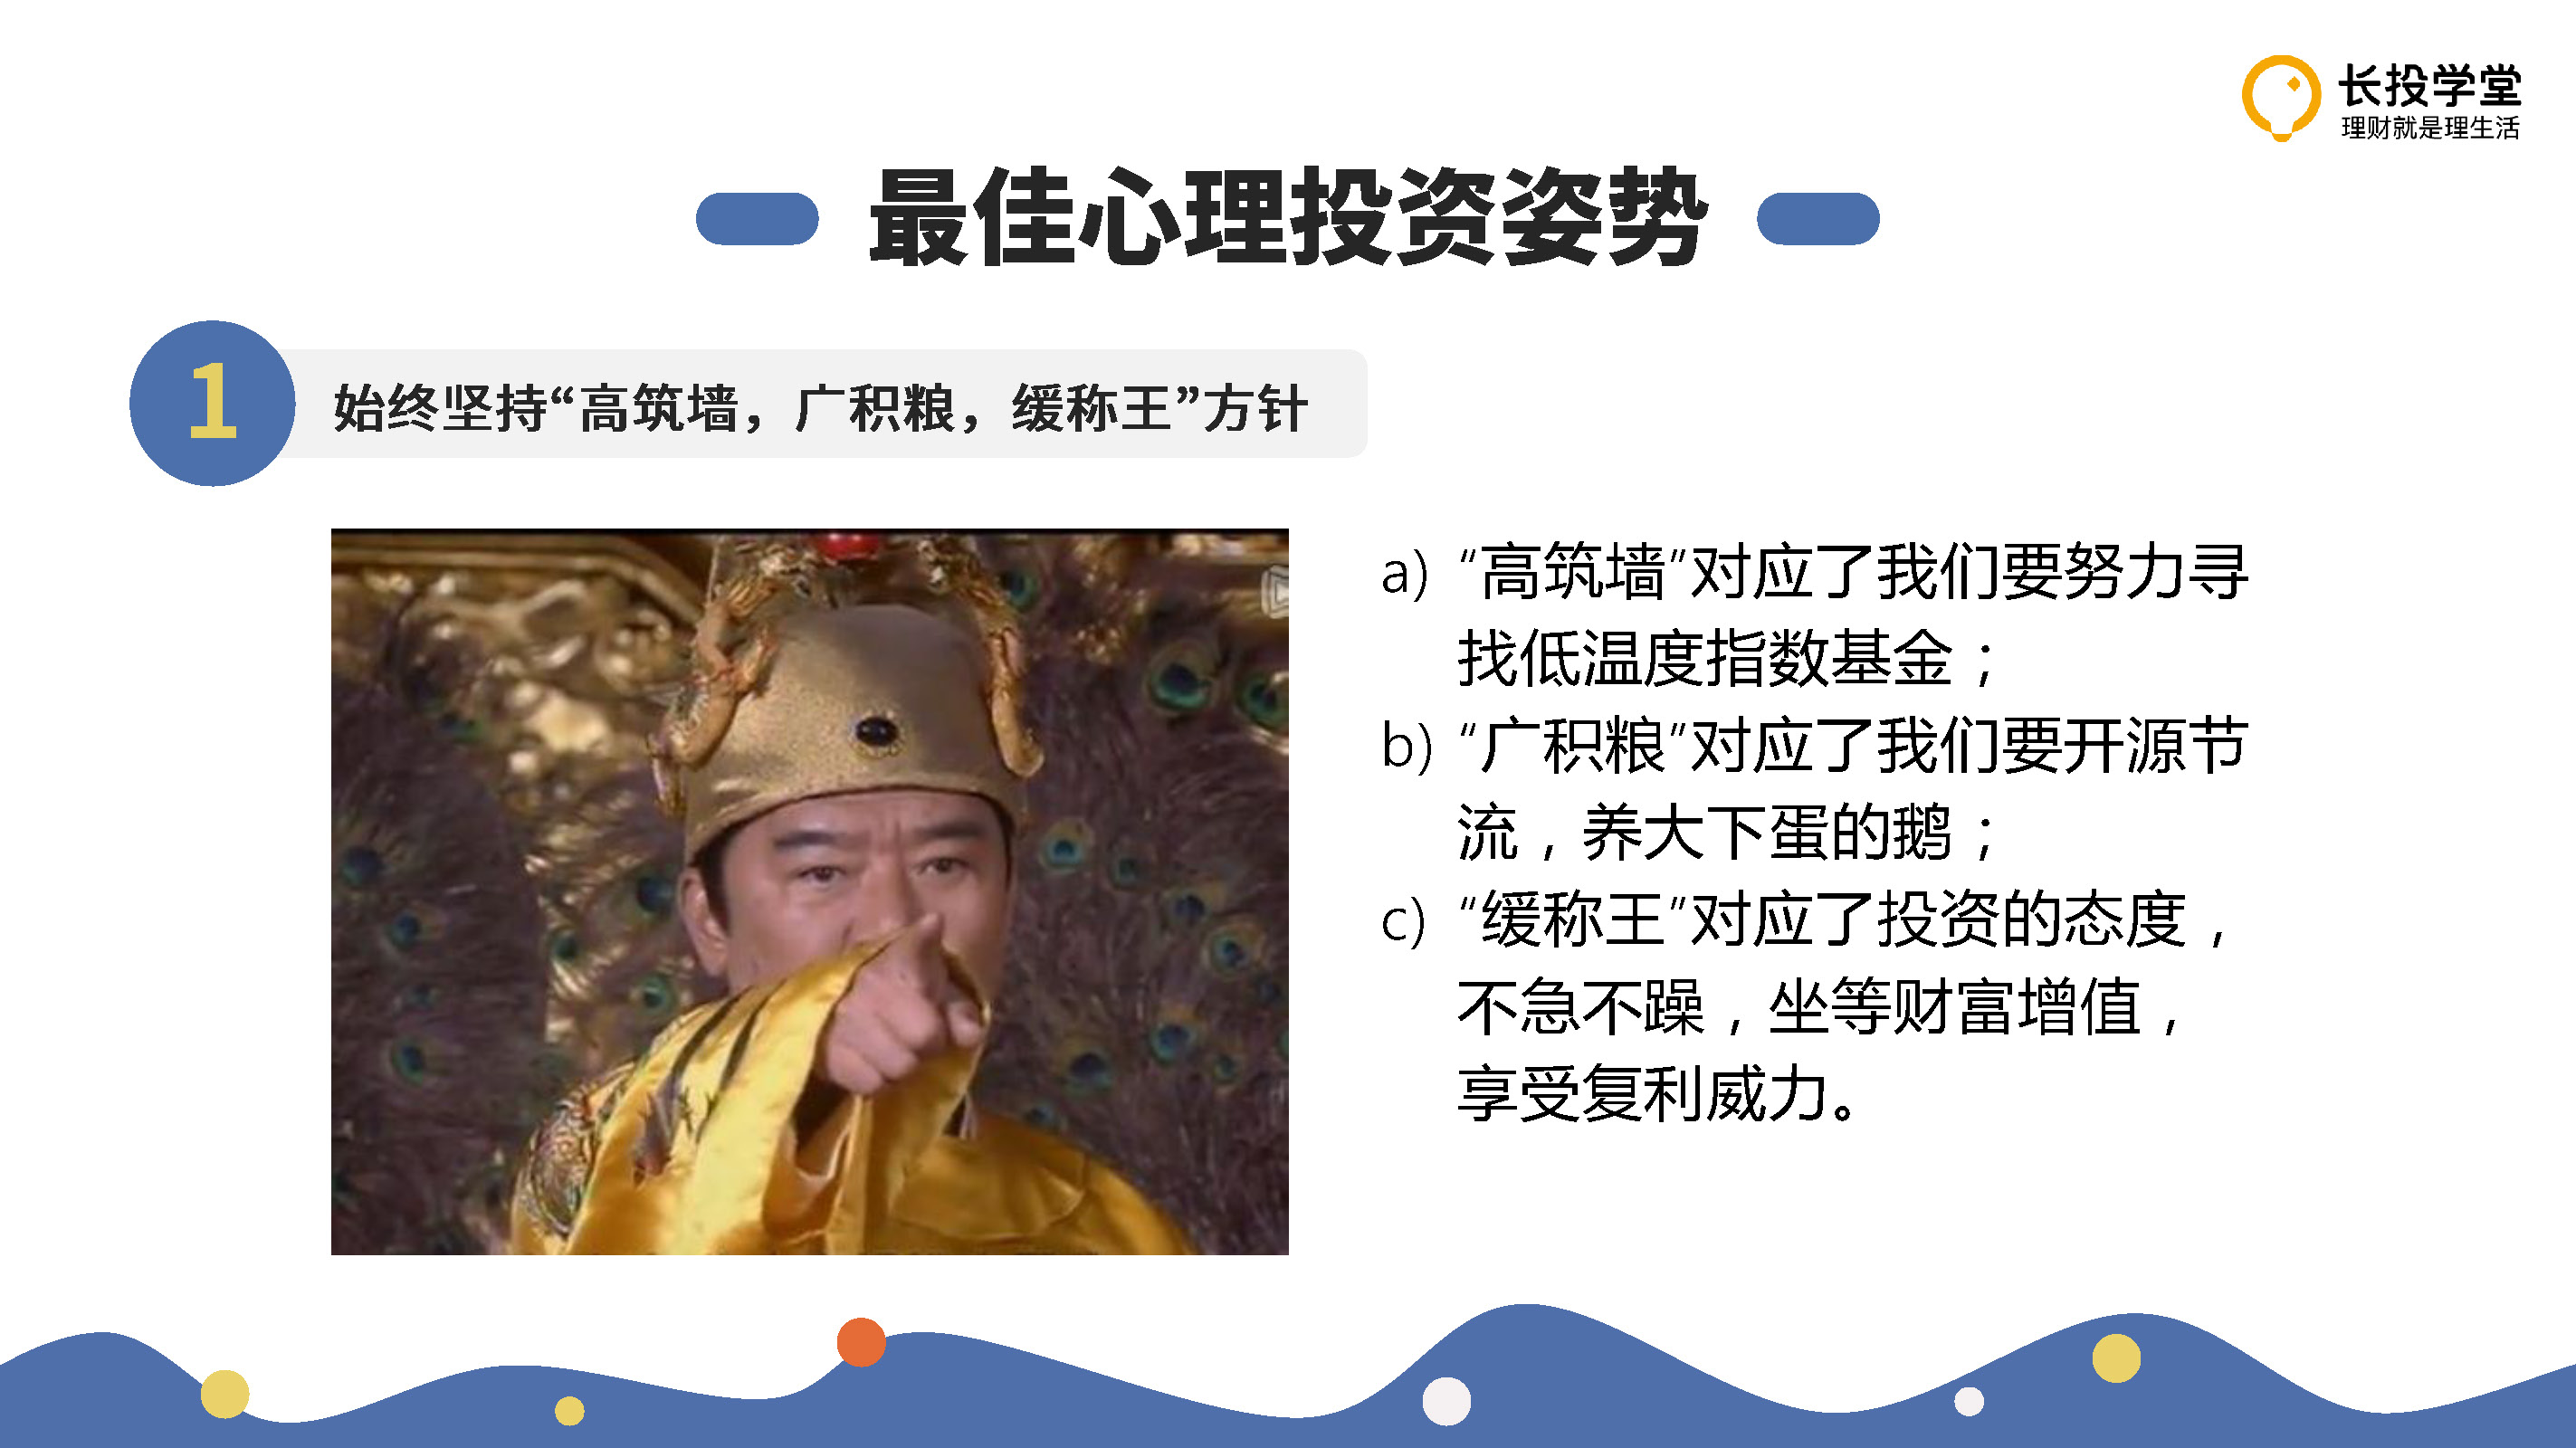 长投学堂
理财就是理生活
最佳心理投资姿势
1
始终坚持“高筑墙，广积粮，缓称王”方针
a) “高筑墙”对应了我们要努力寻
找低温度指数基金；
b) “广积粮”对应了我们要开源节
流，养大下蛋的鹅；
c) “缓称王”对应了投资的态度，
不急不躁，坐等财富增值，
享受复利威力。